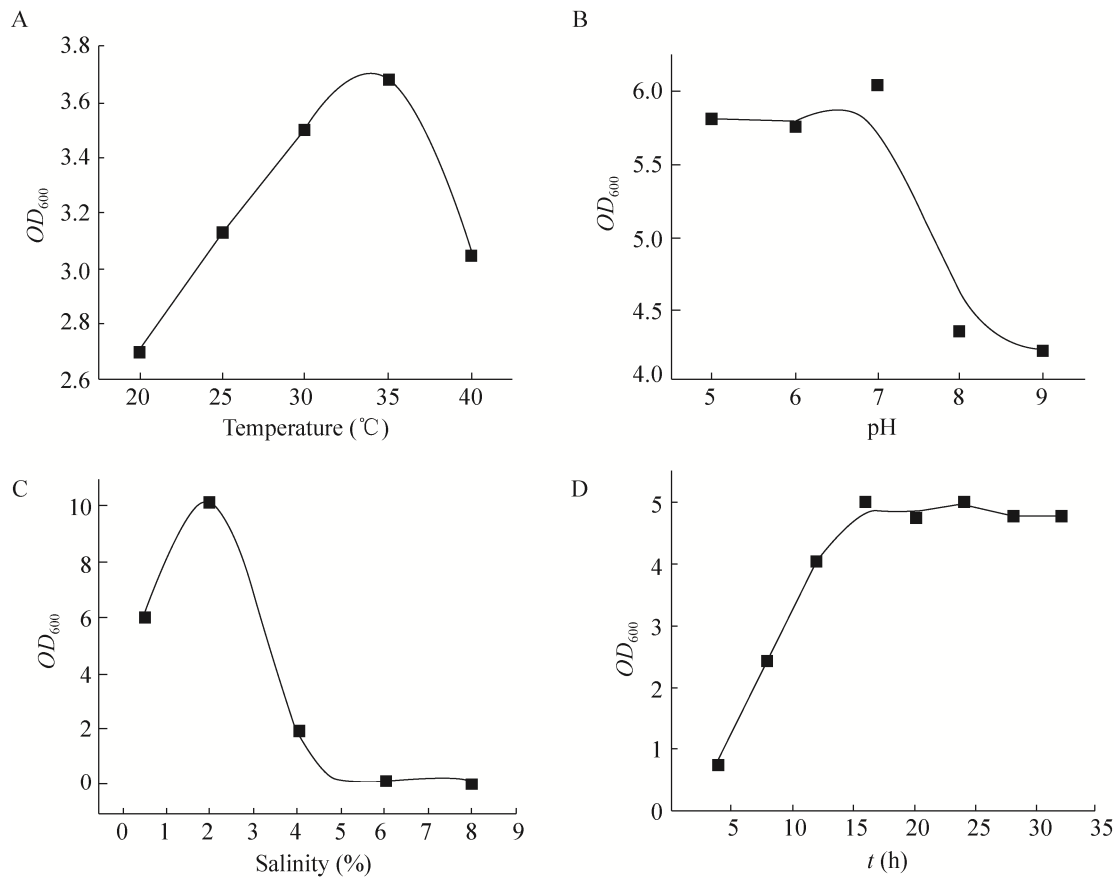 A
3.8
3.6
3.4
3.2
3.0
2.8
2.6
OD600
20 25 30 35 40
Temperature (℃)
B
6.0
5.5
5.0
4.5
4.0
OD600
5 6 7 8 9
pH
C
10
8
6
4
2
0
OD600
0 1 2 3 4 5 6 7 8 9
Salinity (%)
D
5
4
3
2
1
0
OD600
5 10 15 20 25 30 35
t (h)